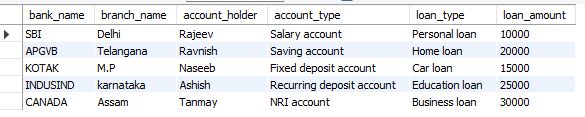 bank_name branch_name account_holder account_type loan_type loan_amount
SBI Delhi Rajeev Salary account Personal loan 10000
APGVB Telangana Ravnish Saving account Home loan 20000
KOTAK M.P Naseeb Fixed deposit account Car loan 15000
INDUSIND karnataka Ashish Recurring deposit account Education loan 25000
CANADA Assam Tanmay NRI account Business loan 30000